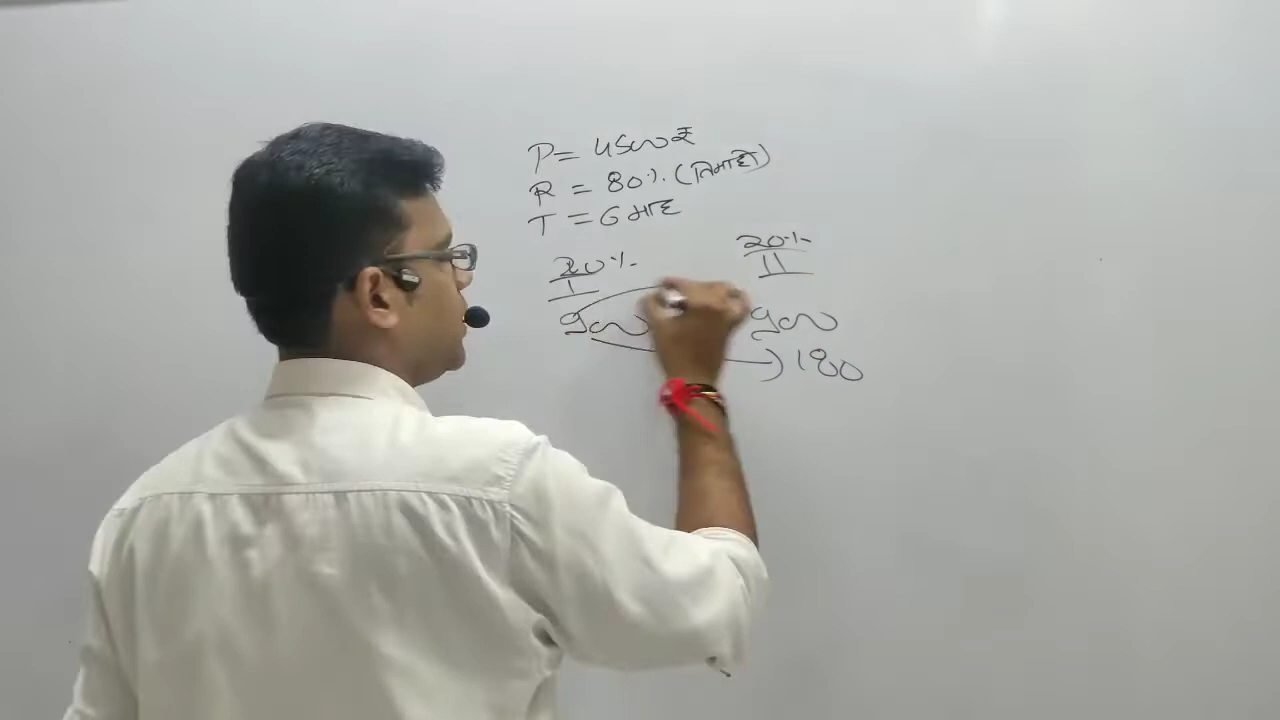 P = 4500₹
R = 80% (तिमाही)
T = 6 माह
20% 20%
I II
900 900
180